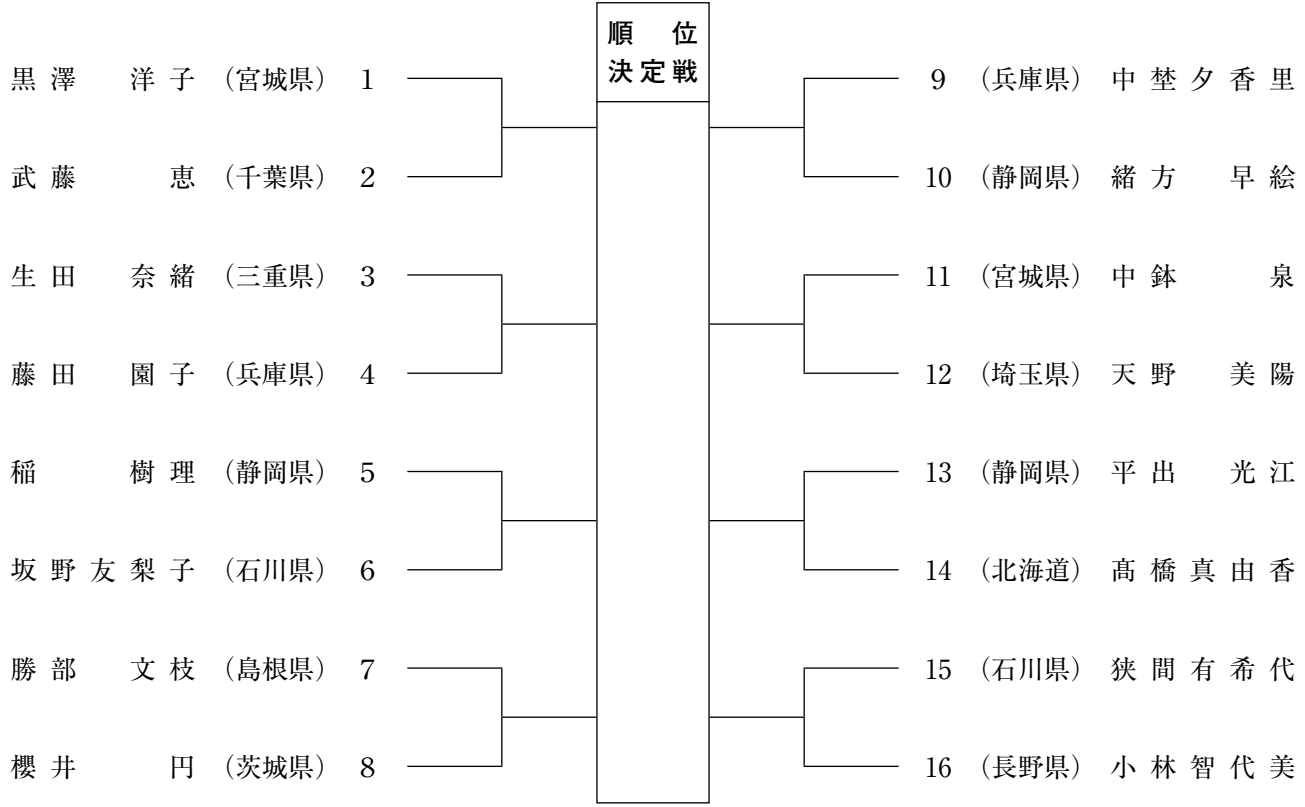 順 位
決定戦
黒澤 洋子 （宮城県） 1
武藤 恵 （千葉県） 2
生田 奈緒 （三重県） 3
藤田 園子 （兵庫県） 4
稲 樹理 （静岡県） 5
坂野友梨子 （石川県） 6
勝部 文枝 （島根県） 7
櫻井 円 （茨城県） 8
9 （兵庫県） 中埜夕香里
10 （静岡県） 緒方 早絵
11 （宮城県） 中鉢 泉
12 （埼玉県） 天野 美陽
13 （静岡県） 平出 光江
14 （北海道） 髙橋真由香
15 （石川県） 狭間有希代
16 （長野県） 小林智代美